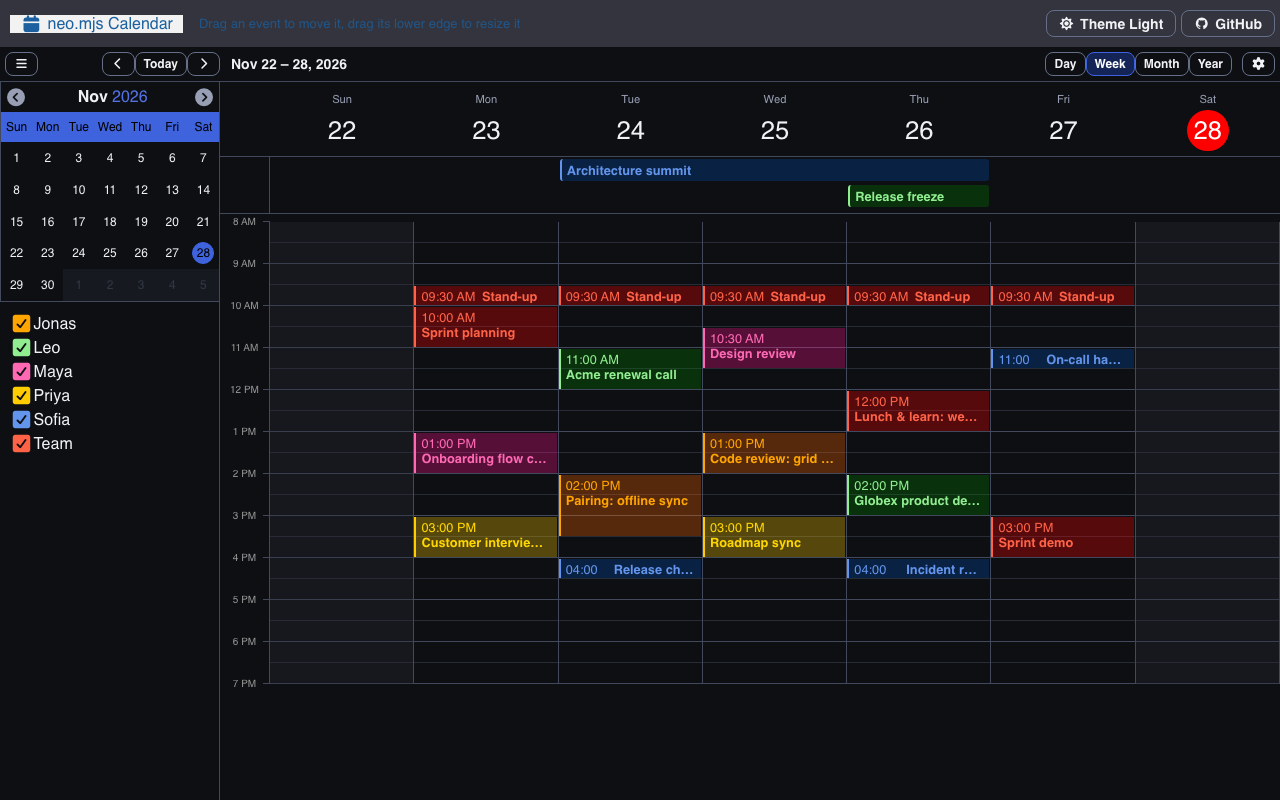 neo.mjs Calendar
Drag an event to move it, drag its lower edge to resize it
Theme Light
GitHub
Today
Nov 22 – 28, 2026
Day
Week
Month
Year
Nov 2026
Sun Mon Tue Wed Thu Fri Sat
1 2 3 4 5 6 7
8 9 10 11 12 13 14
15 16 17 18 19 20 21
22 23 24 25 26 27 28
29 30 1 2 3 4 5
Jonas
Leo
Maya
Priya
Sofia
Team
Sun Mon Tue Wed Thu Fri Sat
22 23 24 25 26 27 28
Architecture summit
Release freeze
8 AM
9 AM
09:30 AM Stand-up
09:30 AM Stand-up
09:30 AM Stand-up
09:30 AM Stand-up
09:30 AM Stand-up
10 AM
10:00 AM
Sprint planning
10:30 AM
Design review
11 AM
11:00 AM
Acme renewal call
11:00 On-call ha…
12 PM
12:00 PM
Lunch & learn: we…
1 PM
01:00 PM
Onboarding flow c…
01:00 PM
Code review: grid …
2 PM
02:00 PM
Pairing: offline sync
02:00 PM
Globex product de…
3 PM
03:00 PM
Customer intervie…
03:00 PM
Roadmap sync
03:00 PM
Sprint demo
4 PM
04:00 Release ch…
04:00 Incident r…
5 PM
6 PM
7 PM